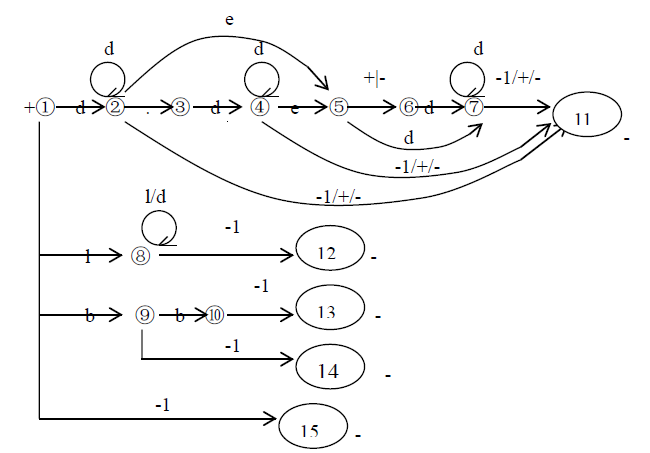 e
d d +|- d -1/+/-
+① d ② . ③ d ④ e ⑤ ⑥ d ⑦ 11 -
d
-1/+/-
-1/+/-
l/d
-1
l ⑧ 12 -
-1
b ⑨ b ⑩ 13 -
-1
14 -
-1
15 -